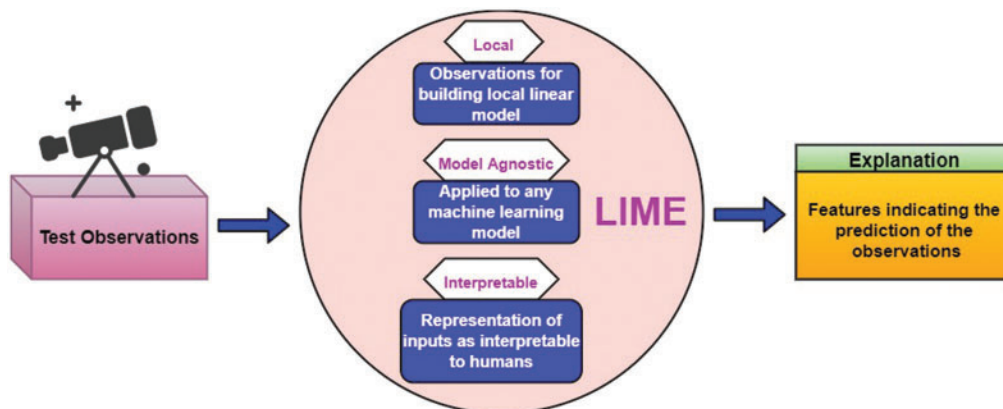 Test Observations
Local
Observations for
building local linear
model
Model Agnostic
Applied to any
machine learning
model
Interpretable
Representation of
inputs as interpretable
to humans
LIME
Explanation
Features indicating the
prediction of the
observations